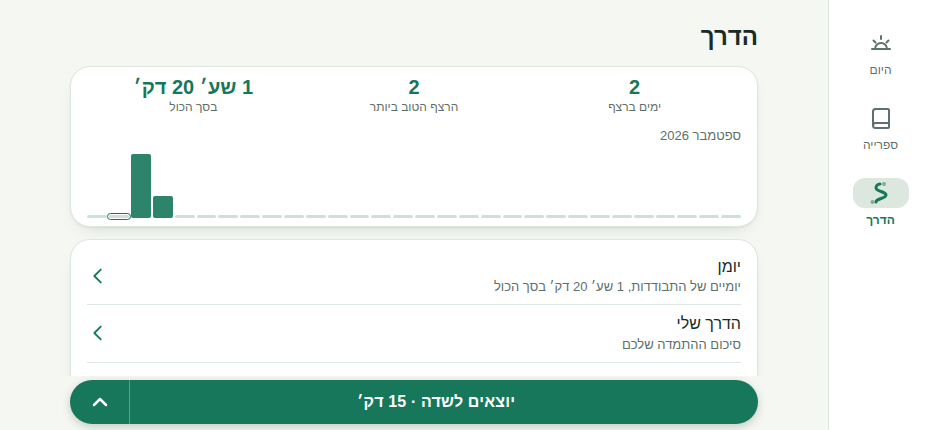 היום
ספרייה
הדרך
הדרך
2
ימים ברצף
2
הרצף הטוב ביותר
1 שע׳ 20 דק׳
בסך הכול
ספטמבר 2026
יומן
יומיים של התבודדות, 1 שע׳ 20 דק׳ בסך הכול
הדרך שלי
סיכום ההתמדה שלכם
יוצאים לשדה · 15 דק׳